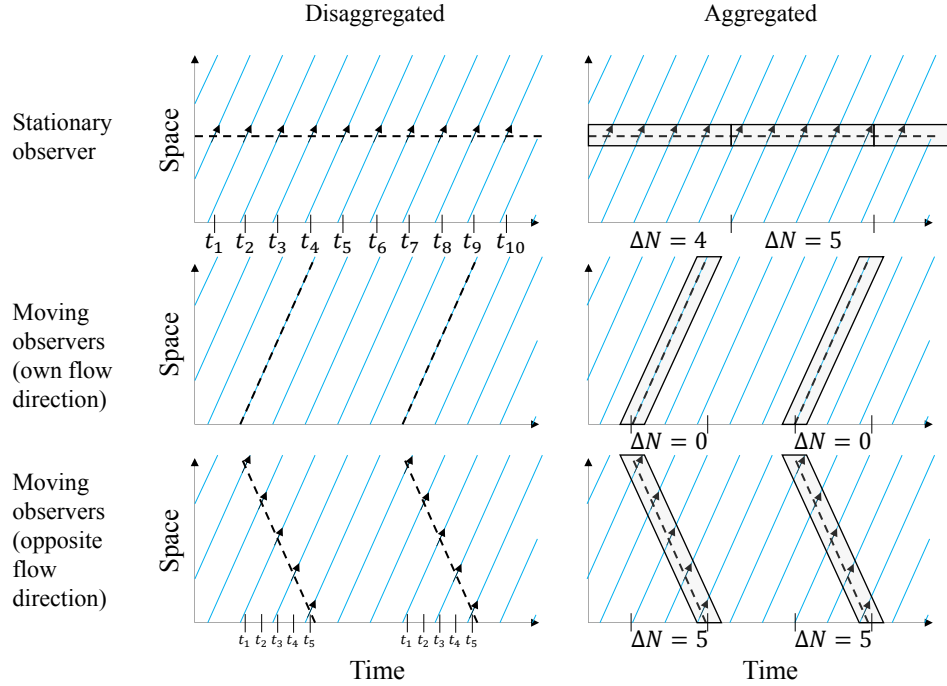 Disaggregated
Aggregated
Stationary
observer
Space
t₁ t₂ t₃ t₄ t₅ t₆ t₇ t₈ t₉ t₁₀
ΔN = 4
ΔN = 5
Moving
observers
(own flow
direction)
Space
ΔN = 0
ΔN = 0
Moving
observers
(opposite
flow
direction)
Space
t₁ t₂ t₃ t₄ t₅
t₁ t₂ t₃ t₄ t₅
ΔN = 5
ΔN = 5
Time
Time